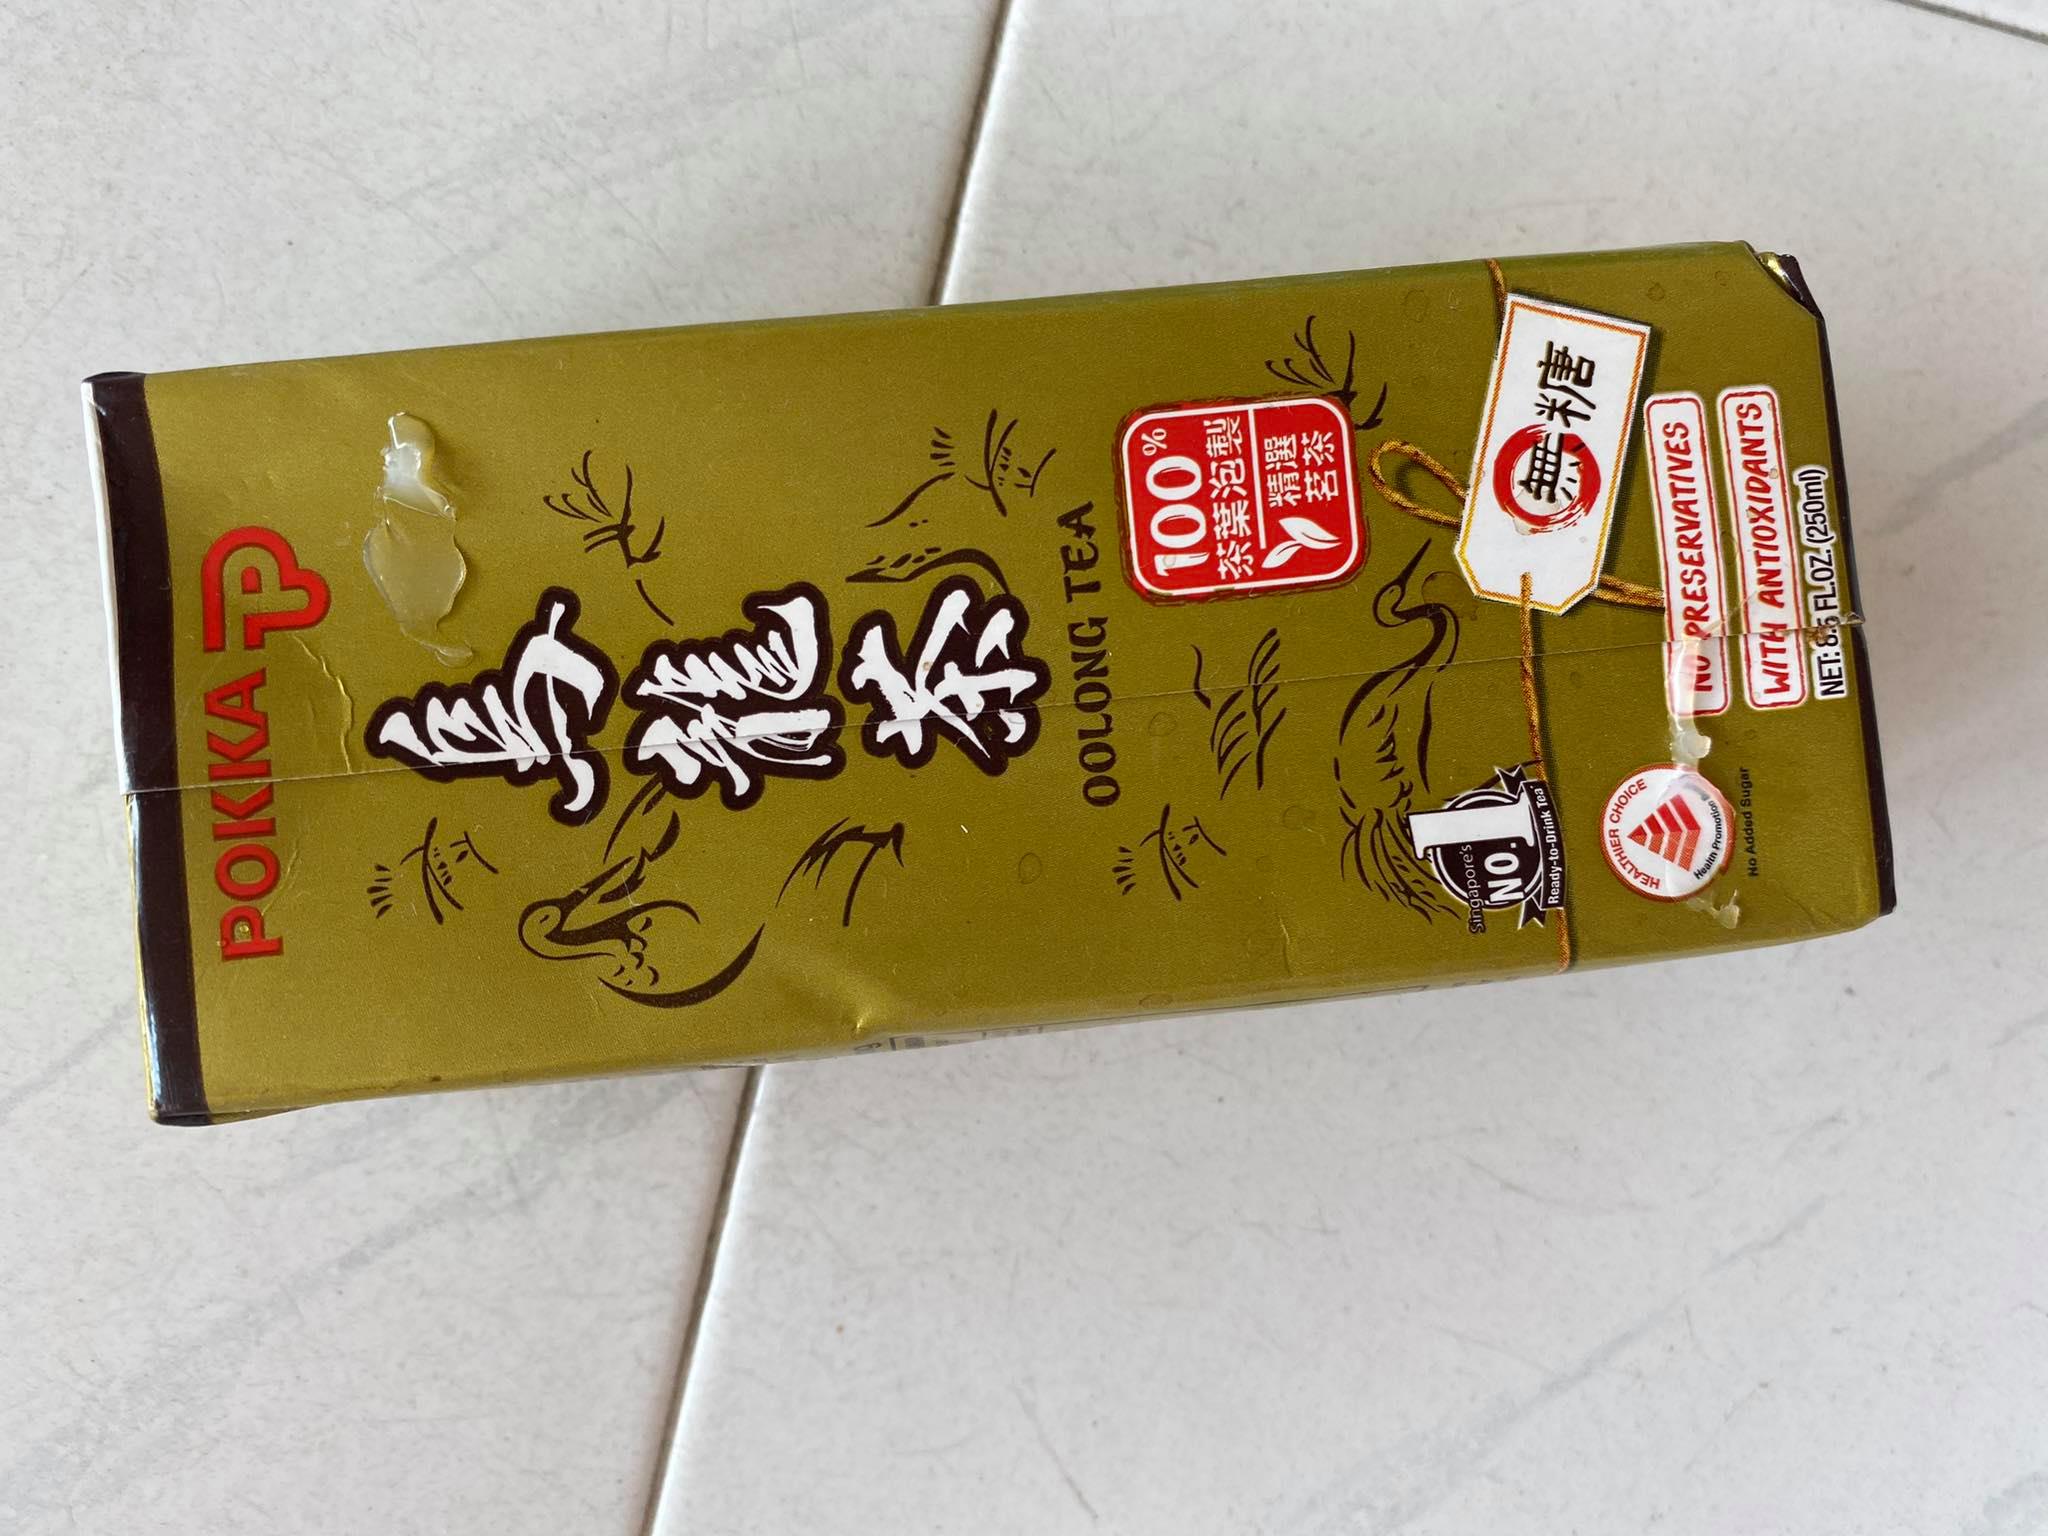 POKKA
烏龍茶
OOLONG TEA
100%
茶葉泡製
精選
茗茶
無糖
Singapore's
NO.1
Ready-to-Drink Tea
NO PRESERVATIVES
WITH ANTIOXIDANTS
HEALTHIER CHOICE
Health Promotion
No Added Sugar
NET: 8.5 FL.OZ. (250ml)